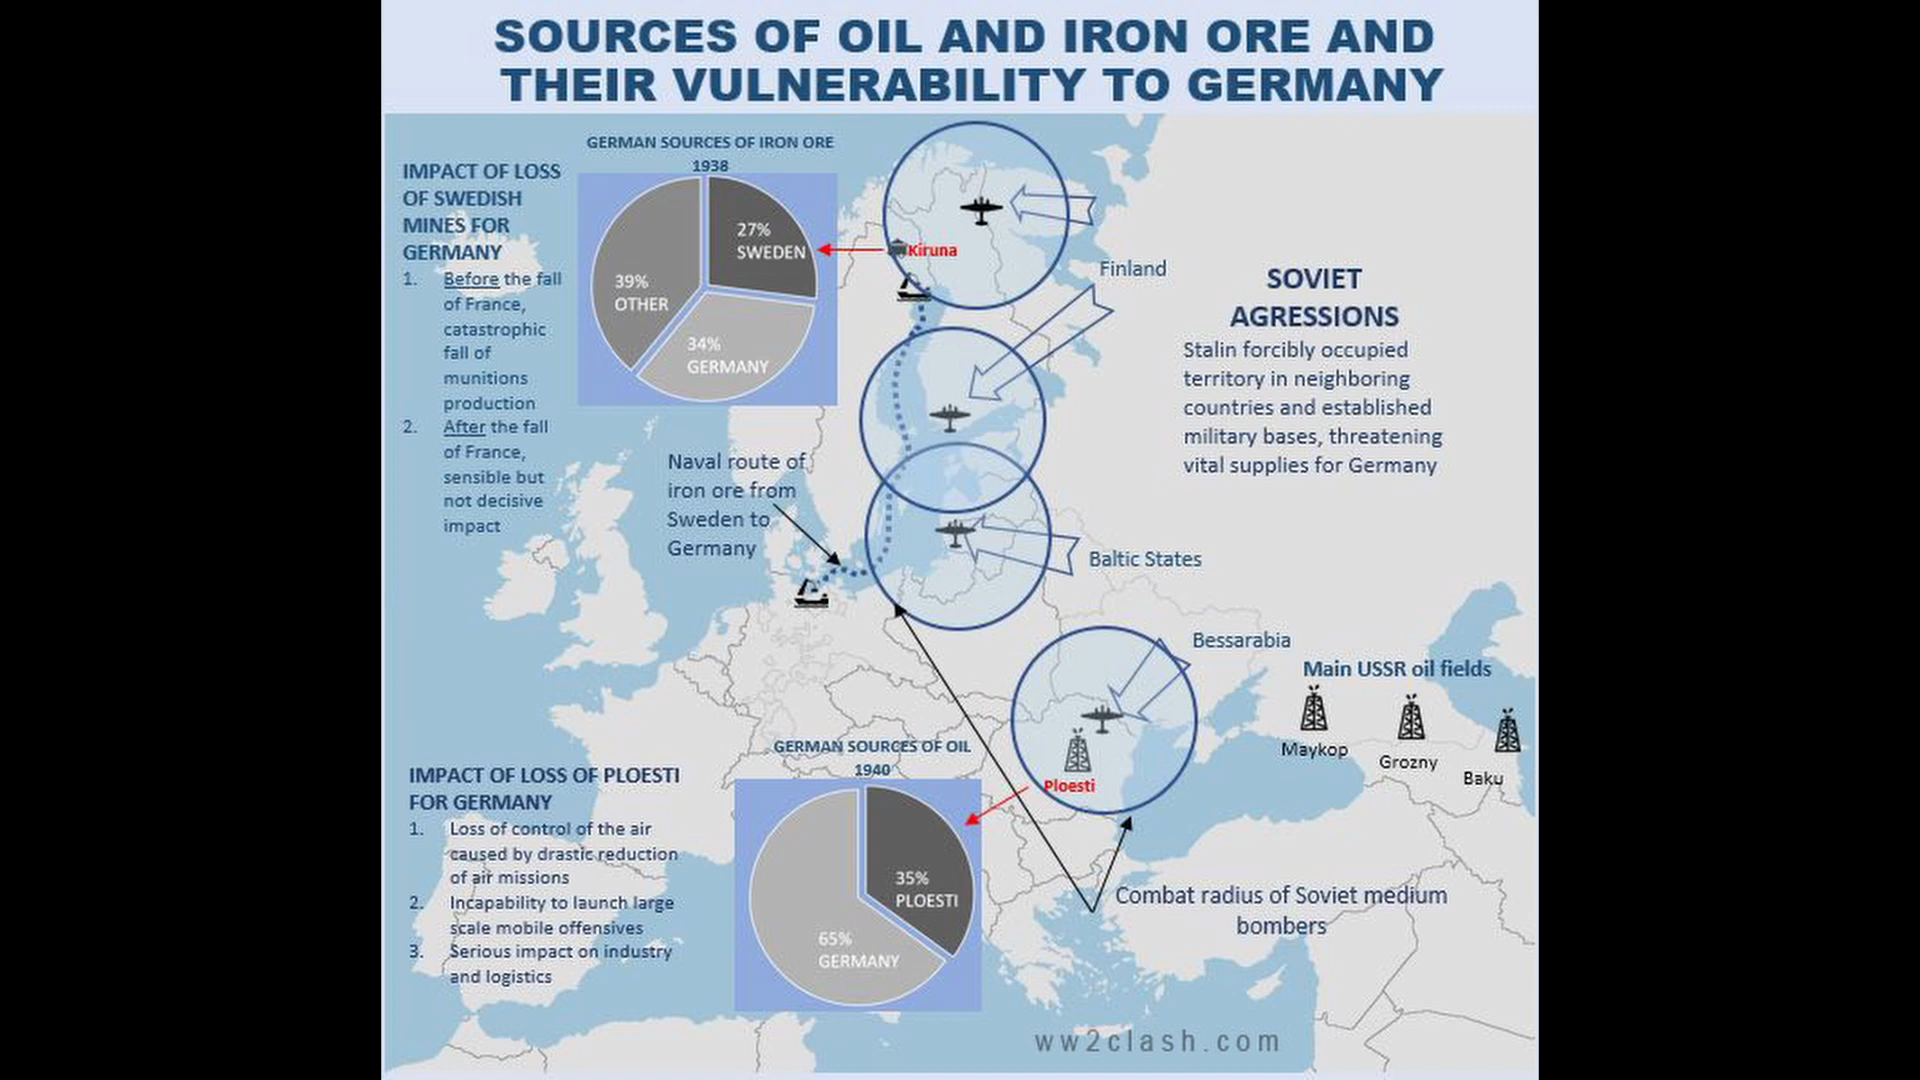 SOURCES OF OIL AND IRON ORE AND
THEIR VULNERABILITY TO GERMANY
GERMAN SOURCES OF IRON ORE
1938
IMPACT OF LOSS
OF SWEDISH
MINES FOR
GERMANY
1. Before the fall
of France,
catastrophic
fall of
munitions
production
2. After the fall
of France,
sensible but
not decisive
impact
27%
SWEDEN
39%
OTHER
34%
GERMANY
Kiruna
Finland
SOVIET
AGRESSIONS
Stalin forcibly occupied
territory in neighboring
countries and established
military bases, threatening
vital supplies for Germany
Naval route of
iron ore from
Sweden to
Germany
Baltic States
Bessarabia
Main USSR oil fields
Maykop
Grozny
Baku
GERMAN SOURCES OF OIL
1940
Ploesti
35%
PLOESTI
65%
GERMANY
IMPACT OF LOSS OF PLOESTI
FOR GERMANY
1. Loss of control of the air
caused by drastic reduction
of air missions
2. Incapability to launch large
scale mobile offensives
3. Serious impact on industry
and logistics
Combat radius of Soviet medium
bombers
ww2clash.com